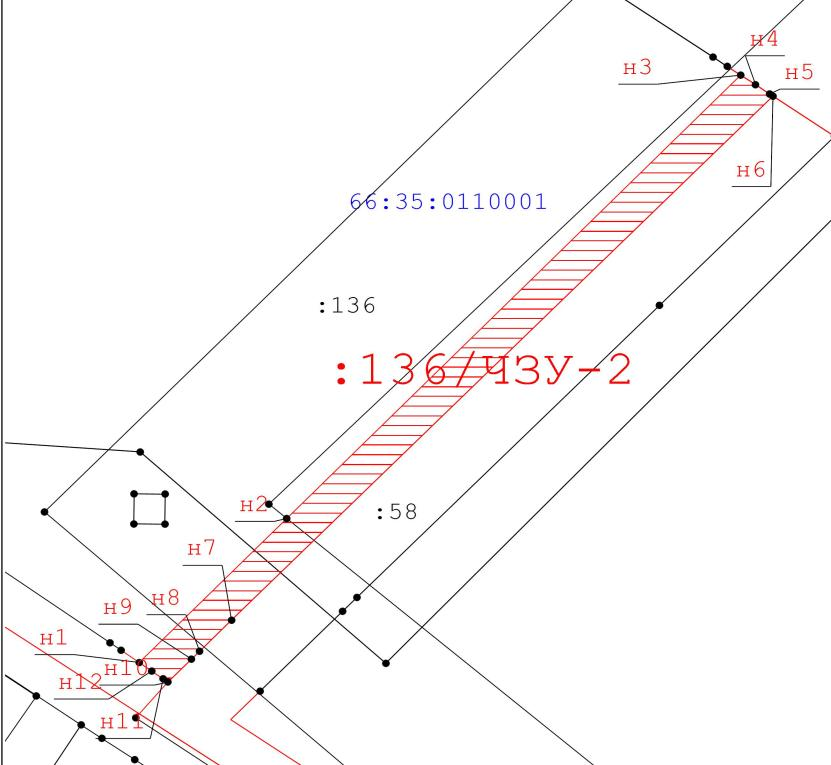 н4
н3
н5
н6
66:35:0110001
:136
:136/ЧЗУ-2
н2
:58
н7
н8
н9
н1
н10
н12
н11